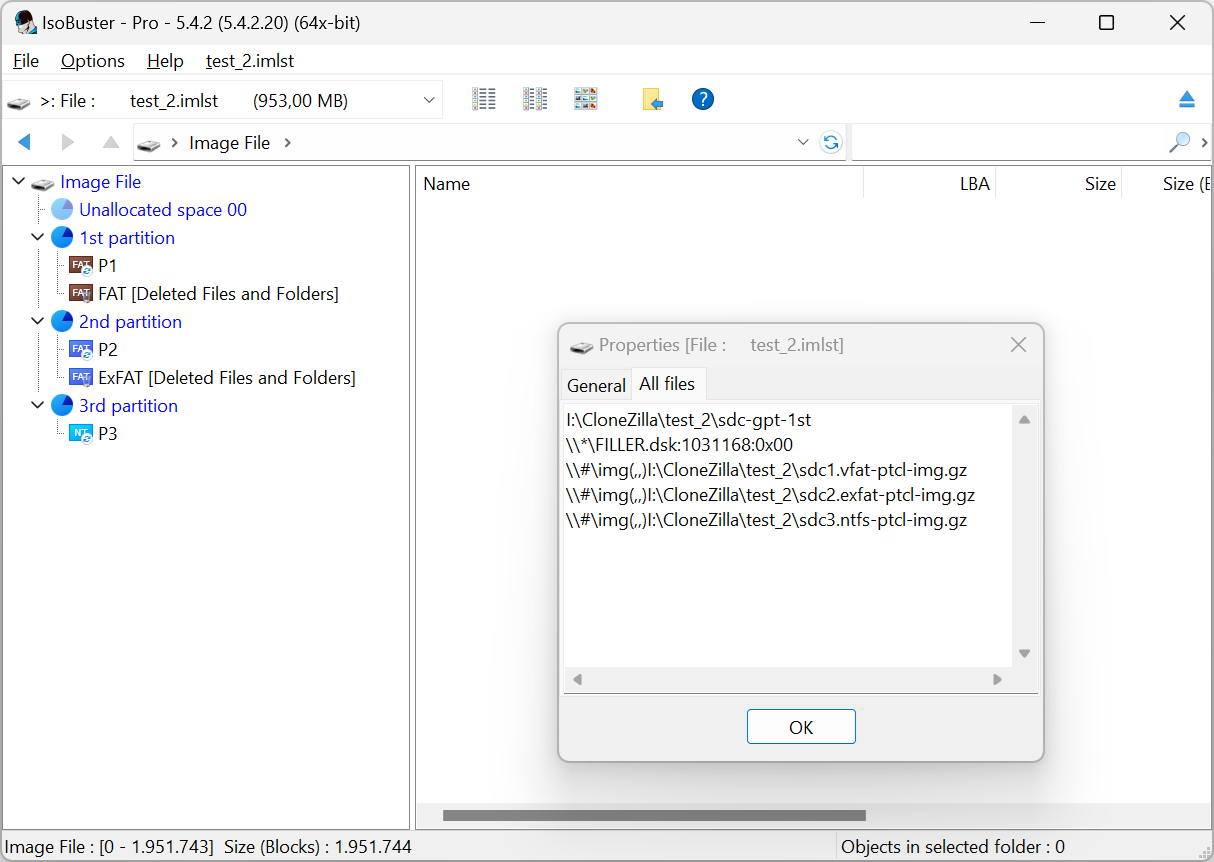 IsoBuster - Pro - 5.4.2 (5.4.2.20) (64x-bit)
File Options Help test_2.imlst
>: File : test_2.imlst (953,00 MB)
Image File
Image File
Unallocated space 00
1st partition
FAT P1
FAT FAT [Deleted Files and Folders]
2nd partition
FAT P2
FAT ExFAT [Deleted Files and Folders]
3rd partition
NT P3
Name LBA Size Size (E
Properties [File : test_2.imlst]
General All files
I:\CloneZilla\test_2\sdc-gpt-1st
\\*\FILLER.dsk:1031168:0x00
\\#\img(,,)I:\CloneZilla\test_2\sdc1.vfat-ptcl-img.gz
\\#\img(,,)I:\CloneZilla\test_2\sdc2.exfat-ptcl-img.gz
\\#\img(,,)I:\CloneZilla\test_2\sdc3.ntfs-ptcl-img.gz
OK
Image File : [0 - 1.951.743] Size (Blocks) : 1.951.744
Objects in selected folder : 0